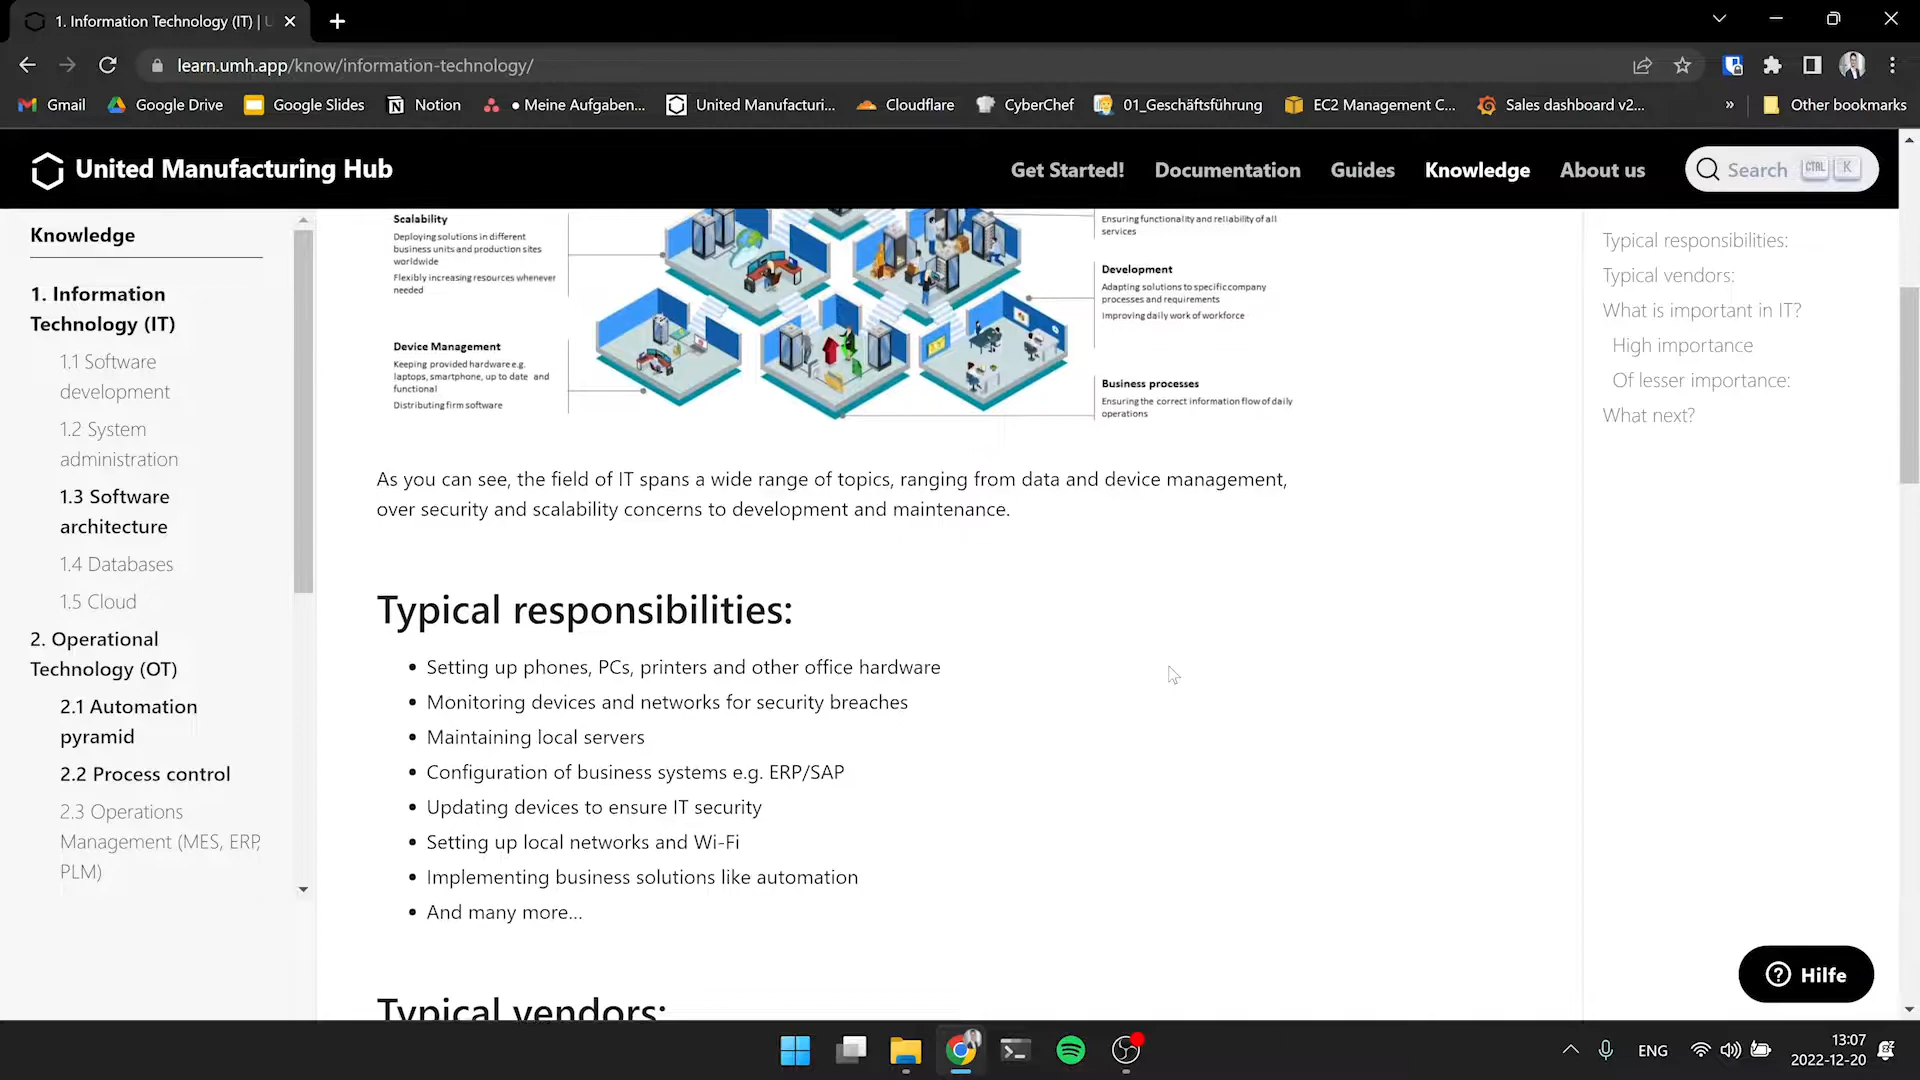 1. Information Technology (IT) | U
learn.umh.app/know/information-technology/
Gmail
Google Drive
Google Slides
Notion
• Meine Aufgaben...
United Manufacturi...
Cloudflare
CyberChef
01_Geschäftsführung
EC2 Management C...
Sales dashboard v2...
»
Other bookmarks
United Manufacturing Hub
Get Started!
Documentation
Guides
Knowledge
About us
Search CTRL K
Knowledge
1. Information
Technology (IT)
1.1 Software
development
1.2 System
administration
1.3 Software
architecture
1.4 Databases
1.5 Cloud
2. Operational
Technology (OT)
2.1 Automation
pyramid
2.2 Process control
2.3 Operations
Management (MES, ERP,
PLM)
Scalability
Deploying solutions in different
business units and production sites
worldwide
Flexibly increasing resources whenever
needed
Device Management
Keeping provided hardware e.g.
laptops, smartphone, up to date and
functional
Distributing firm software
Ensuring functionality and reliability of all
services
Development
Adapting solutions to specific company
processes and requirements
Improving daily work of workforce
Business processes
Ensuring the correct information flow of daily
operations
As you can see, the field of IT spans a wide range of topics, ranging from data and device management,
over security and scalability concerns to development and maintenance.
Typical responsibilities:
• Setting up phones, PCs, printers and other office hardware
• Monitoring devices and networks for security breaches
• Maintaining local servers
• Configuration of business systems e.g. ERP/SAP
• Updating devices to ensure IT security
• Setting up local networks and Wi-Fi
• Implementing business solutions like automation
• And many more...
Typical vendors:
Typical responsibilities:
Typical vendors:
What is important in IT?
High importance
Of lesser importance:
What next?
Hilfe
ENG
13:07
2022-12-20